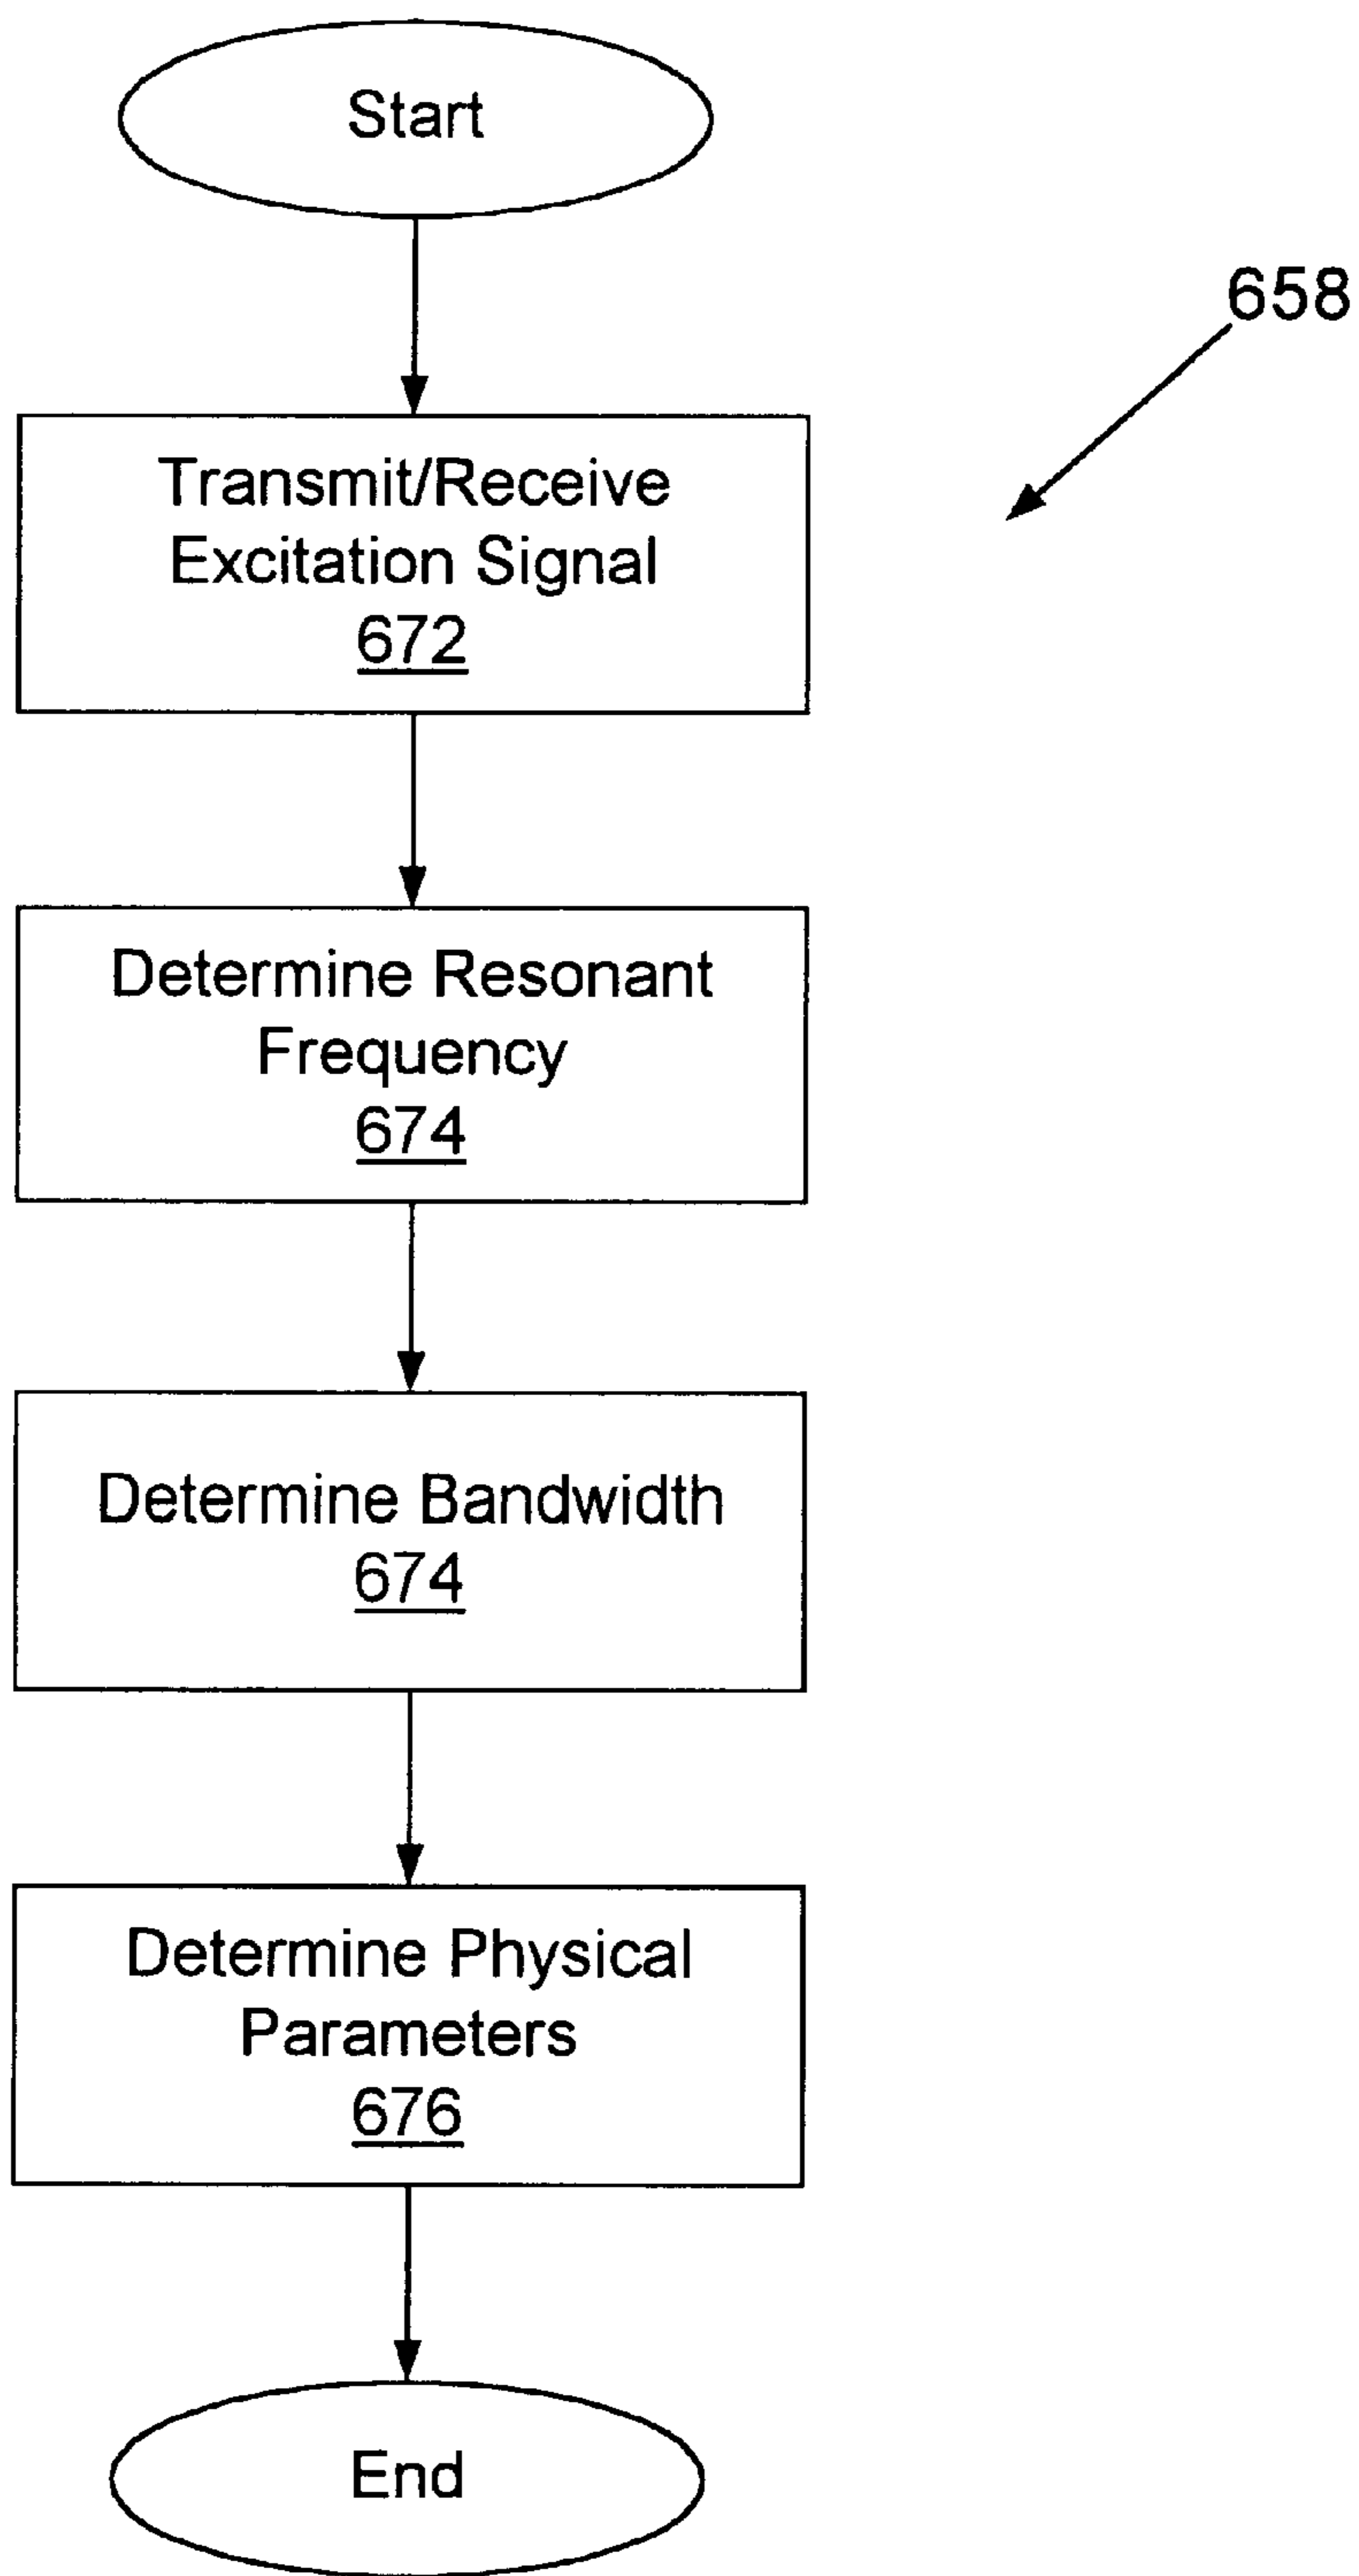 Start
658
Transmit/Receive
Excitation Signal
672
Determine Resonant
Frequency
674
Determine Bandwidth
674
Determine Physical
Parameters
676
End